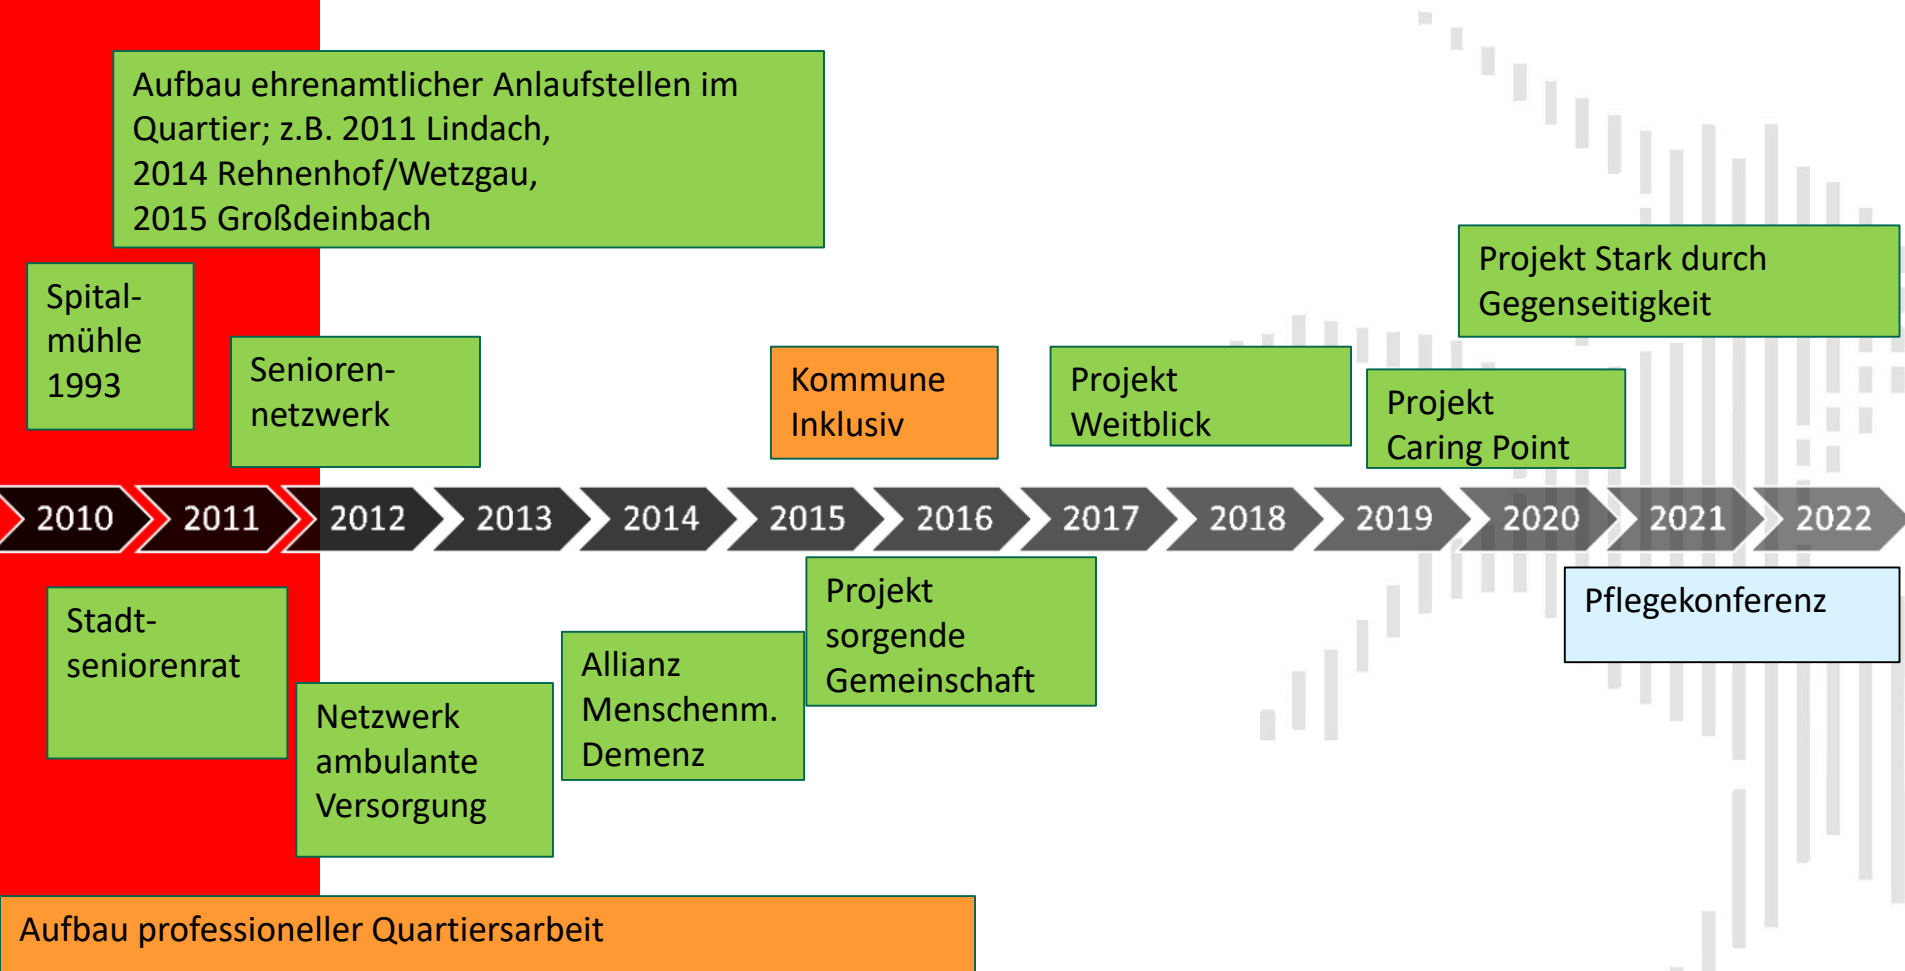 Aufbau ehrenamtlicher Anlaufstellen im
Quartier; z.B. 2011 Lindach,
2014 Rehnenhof/Wetzgau,
2015 Großdeinbach
Spital-
mühle
1993
Senioren-
netzwerk
Kommune
Inklusiv
Projekt
Weitblick
Projekt
Caring Point
Projekt Stark durch
Gegenseitigkeit
2010 2011 2012 2013 2014 2015 2016 2017 2018 2019 2020 2021 2022
Stadt-
seniorenrat
Netzwerk
ambulante
Versorgung
Allianz
Menschenm.
Demenz
Projekt
sorgende
Gemeinschaft
Pflegekonferenz
Aufbau professioneller Quartiersarbeit